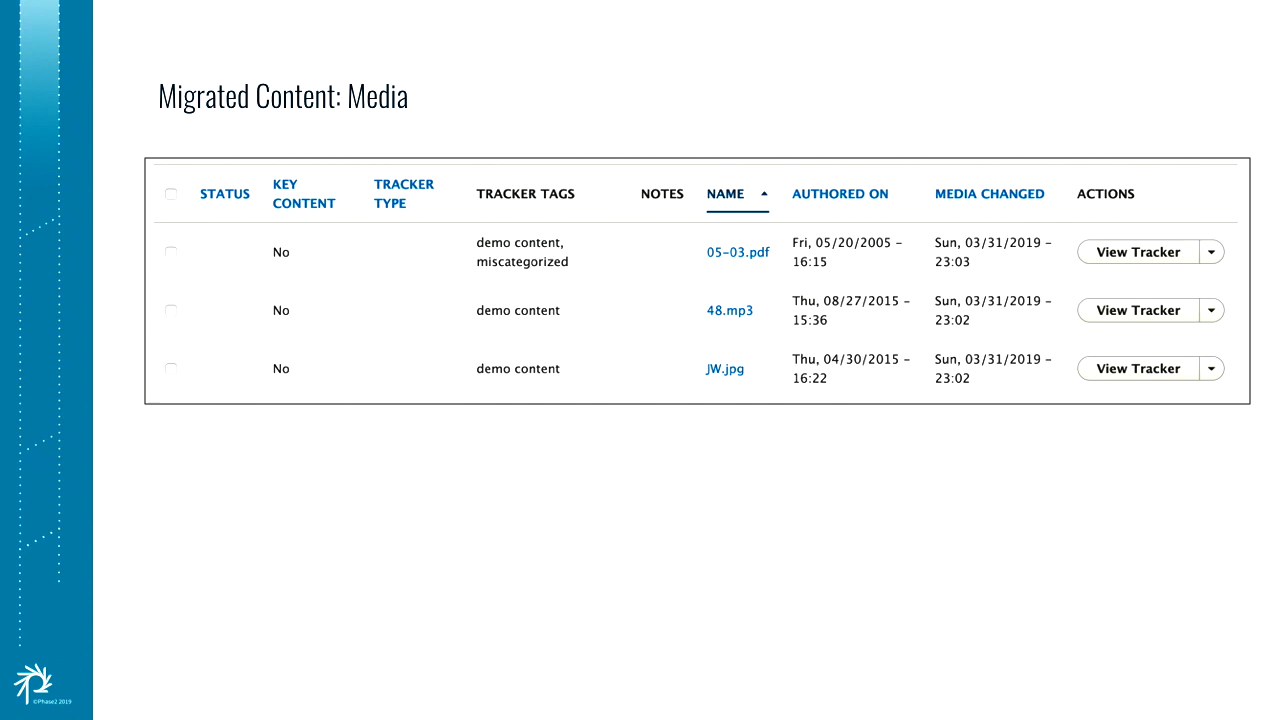 Migrated Content: Media
STATUS KEY CONTENT TRACKER TYPE TRACKER TAGS NOTES NAME AUTHORED ON MEDIA CHANGED ACTIONS
No demo content, miscategorized 05-03.pdf Fri, 05/20/2005 - 16:15 Sun, 03/31/2019 - 23:03 View Tracker
No demo content 48.mp3 Thu, 08/27/2015 - 15:36 Sun, 03/31/2019 - 23:02 View Tracker
No demo content JW.jpg Thu, 04/30/2015 - 16:22 Sun, 03/31/2019 - 23:02 View Tracker
©Phase2 2019